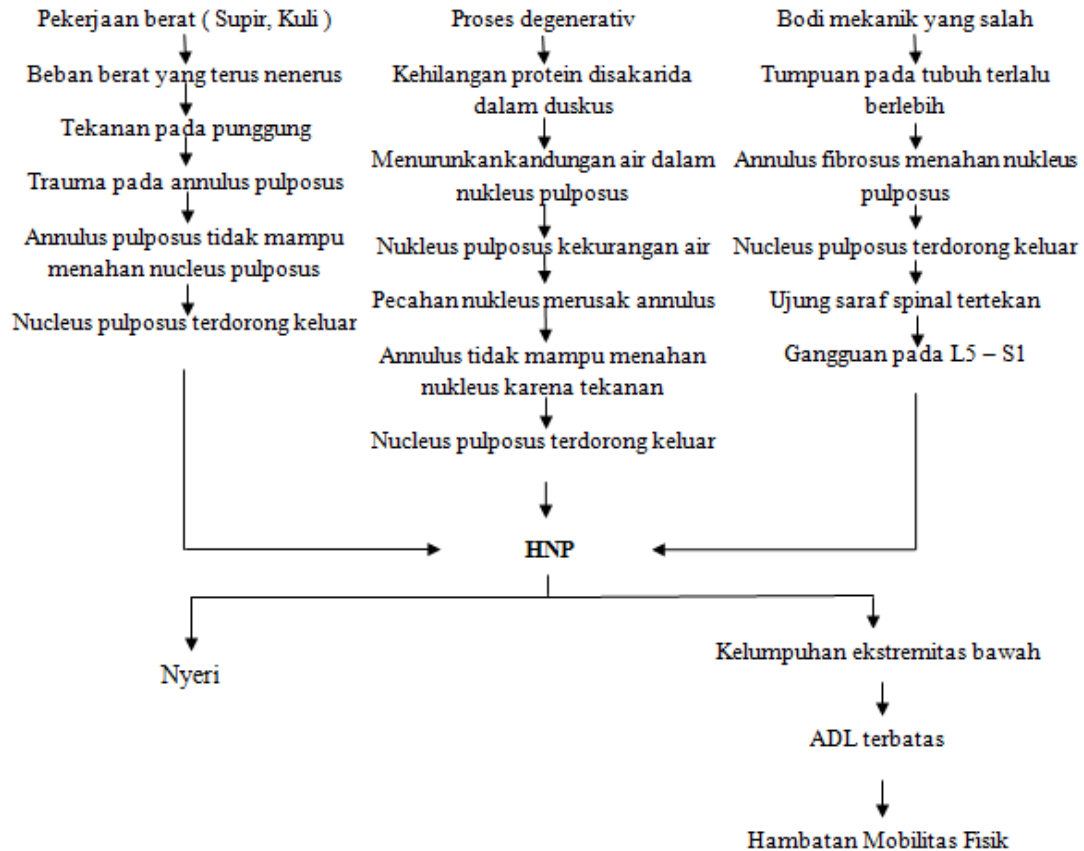 Pekerjaan berat ( Supir, Kuli )
Beban berat yang terus nenerus
Tekanan pada punggung
Trauma pada annulus pulposus
Annulus pulposus tidak mampu
menahan nucleus pulposus
Nucleus pulposus terdorong keluar
Proses degenerativ
Kehilangan protein disakarida
dalam duskus
Menurunkankandungan air dalam
nukleus pulposus
Nukleus pulposus kekurangan air
Pecahan nukleus merusak annulus
Annulus tidak mampu menahan
nukleus karena tekanan
Nucleus pulposus terdorong keluar
Bodi mekanik yang salah
Tumpuan pada tubuh terlalu
berlebih
Annulus fibrosus menahan nukleus
pulposus
Nucleus pulposus terdorong keluar
Ujung saraf spinal tertekan
Gangguan pada L5 – S1
HNP
Nyeri
Kelumpuhan ekstremitas bawah
ADL terbatas
Hambatan Mobilitas Fisik